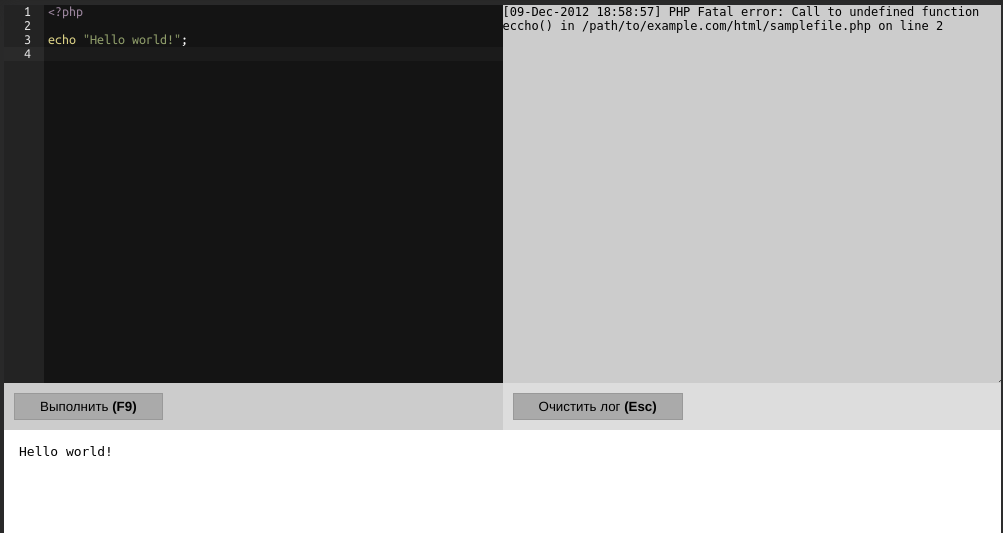 1 <?php
2
3 echo "Hello world!";
4
[09-Dec-2012 18:58:57] PHP Fatal error: Call to undefined function
eccho() in /path/to/example.com/html/samplefile.php on line 2
Выполнить (F9)
Очистить лог (Esc)
Hello world!